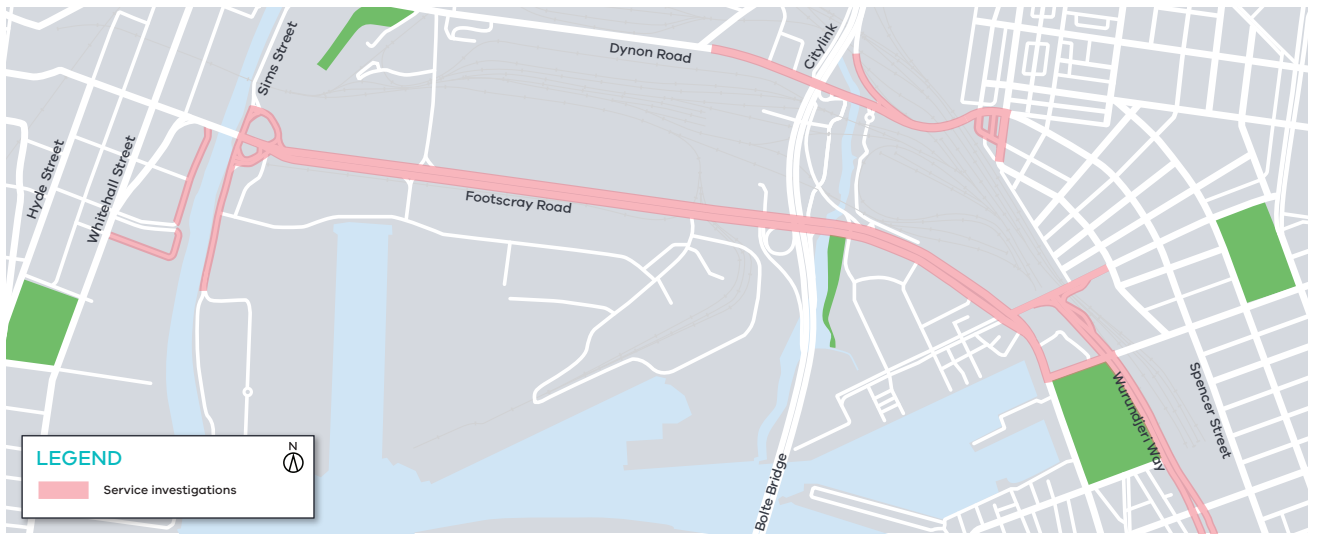 Sims Street
Dynon Road
Citylink
Hyde Street
Whitehall Street
Footscray Road
Wurundjeri Way
Spencer Street
Bolte Bridge
LEGEND
N
Service investigations